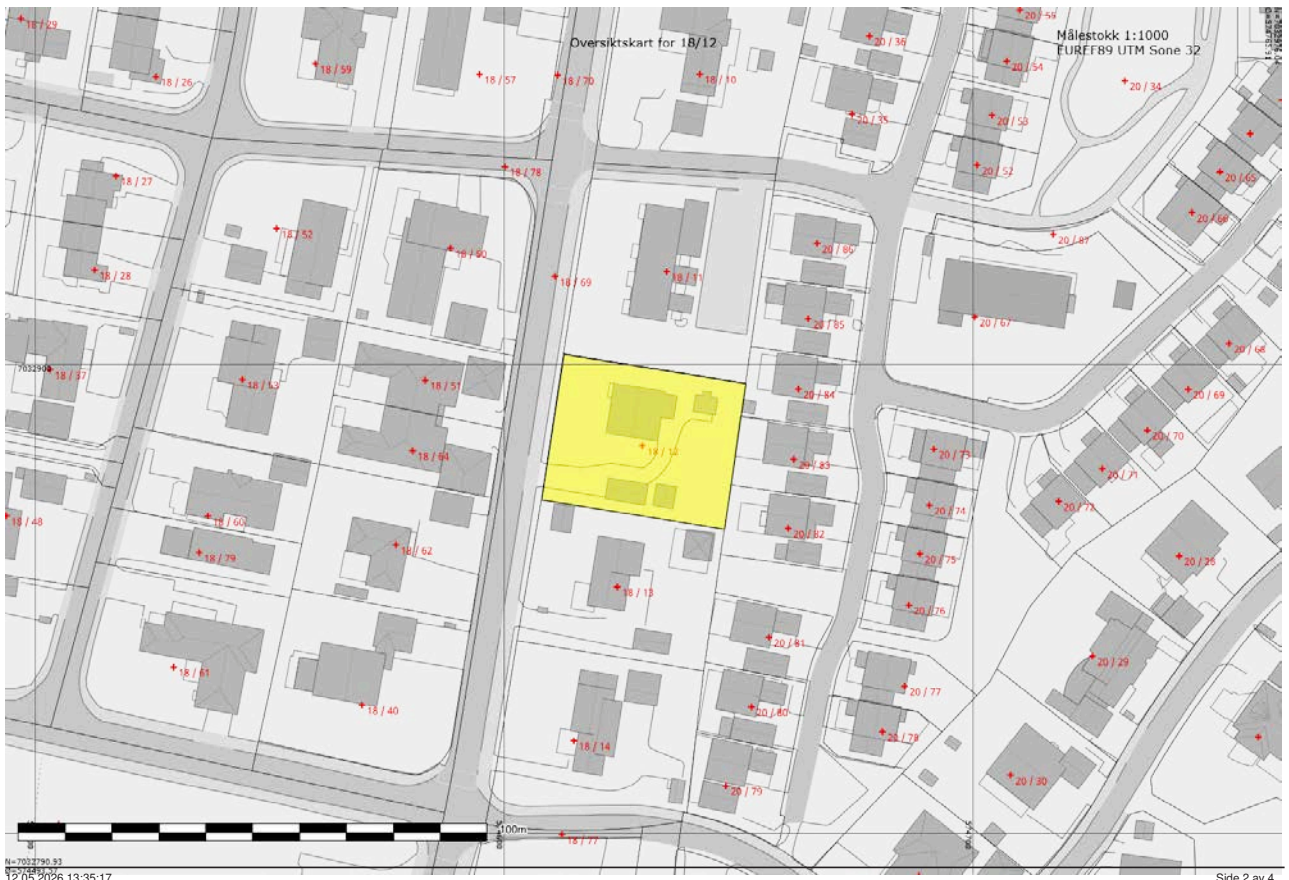 Oversiktskart for 18/12
Målestokk 1:1000
EUREF89 UTM Sone 32
18 / 29
18 / 26
18 / 59
18 / 57
18 / 70
18 / 10
20 / 36
20 / 35
20 / 55
20 / 54
20 / 34
20 / 53
20 / 52
20 / 65
20 / 66
18 / 78
18 / 27
18 / 28
18 / 52
18 / 50
18 / 69
18 / 11
20 / 86
20 / 87
20 / 85
20 / 67
20 / 68
18 / 37
18 / 53
18 / 51
20 / 84
20 / 69
18 / 64
18 / 12
20 / 83
20 / 73
20 / 70
20 / 71
18 / 48
18 / 60
18 / 79
18 / 62
20 / 82
20 / 74
20 / 72
20 / 75
20 / 28
18 / 13
20 / 76
20 / 81
18 / 61
18 / 40
20 / 29
20 / 77
20 / 80
20 / 78
18 / 14
20 / 79
20 / 30
574700
100m
18 / 77
N=7032790.93
12.05.2026 13:35:17
Side 2 av 4